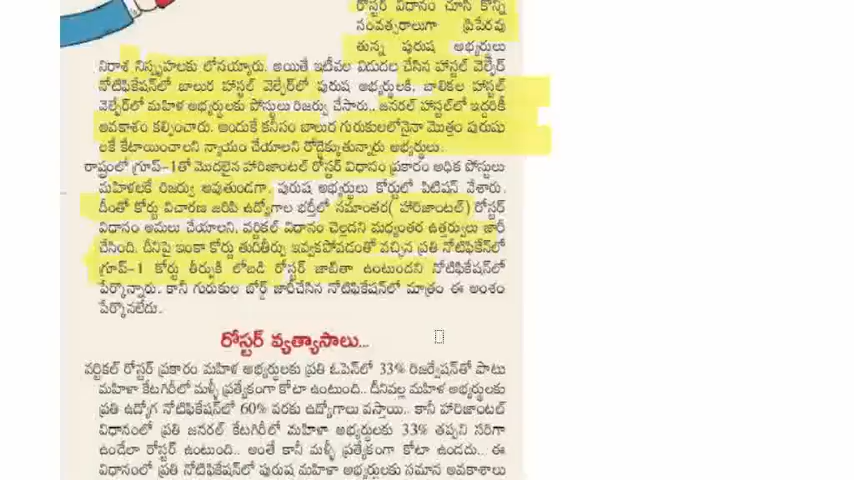 రోస్టర్ విధానం చూసి కొన్ని
సంవత్సరాలుగా ప్రిపేరవు
తున్న పురుష అభ్యర్థులు
నిరాశ నిస్పృహలకు లోనయ్యారు. అయితే ఇటీవల విడుదల చేసిన హాస్టల్ వెల్ఫేర్
నోటిఫికేషన్‌లో బాలుర హాస్టల్ వెల్ఫేర్‌లో పురుష అభ్యర్థులకి, బాలికల హాస్టల్
వెల్ఫేర్‌లో మహిళ అభ్యర్థులకు పోస్టులు రిజర్వు చేసారు.. జనరల్ హాస్టల్‌లో ఇద్దరికీ
అవకాశం కల్పించారు. అందుకే కనీసం బాలుర గురుకులలోనైనా మొత్తం పురుషు
లకే కేటాయించాలని న్యాయం చేయాలని రోడ్డెక్కుతున్నారు అభ్యర్థులు.
రాష్ట్రంలో గ్రూప్-1తో మొదలైన హారిజాంటల్ రోస్టర్ విధానం ప్రకారం అధిక పోస్టులు
మహిళలకే రిజర్వు అవుతుండగా, పురుష అభ్యర్థులు కోర్టులో పిటిషన్ వేశారు.
దీంతో కోర్టు విచారణ జరిపి ఉద్యోగాల భర్తీలో సమాంతర( హారిజాంటల్) రోస్టర్
విధానం అమలు చేయాలని, వర్టికల్ విధానం చెల్లదని మధ్యంతర ఉత్తర్వులు జారీ
చేసింది. దీనిపై ఇంకా కోర్టు తుదితీర్పు ఇవ్వకపోవడంతో వచ్చిన ప్రతి నోటిఫికేషన్‌లో
గ్రూప్-1 కోర్టు తీర్పుకి లోబడి రోస్టర్ జాబితా ఉంటుందని నోటిఫికేషన్‌లో
పేర్కొన్నారు. కానీ గురుకుల బోర్డ్ జారీచేసిన నోటిఫికేషన్‌లో మాత్రం ఈ అంశం
పేర్కొనలేదు.
రోస్టర్ వ్యత్యాసాలు...
వర్టికల్ రోస్టర్ ప్రకారం మహిళ అభ్యర్థులకు ప్రతి ఓపెన్‌లో 33% రిజర్వేషన్‌తో పాటు
మహిళా కేటగిరీలో మళ్ళీ ప్రత్యేకంగా కోటా ఉంటుంది.. దీనివల్ల మహిళ అభ్యర్థులకు
ప్రతి ఉద్యోగ నోటిఫికేషన్‌లో 60% వరకు ఉద్యోగాలు వస్తాయి.. కానీ హారిజాంటల్
విధానంలో ప్రతి జనరల్ కేటగిరీలో మహిళా అభ్యర్థులకు 33% తప్పని సరిగా
ఉండేలా రోస్టర్ ఉంటుంది.. అంతే కానీ మళ్ళీ ప్రత్యేకంగా కోటా ఉండదు.. ఈ
విధానంలో ప్రతి నోటిఫికేషన్‌లో పురుష మహిళా అభ్యర్థులకు సమాన అవకాశాలు